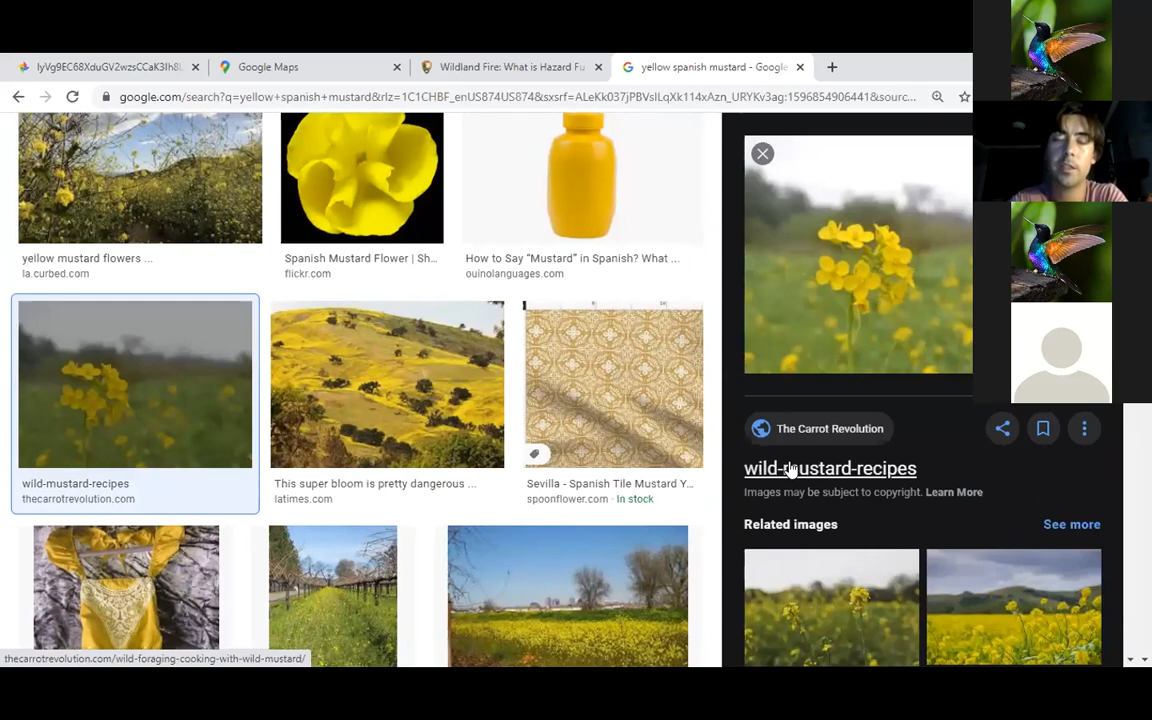 lyVg9EC68XduGV2wzsCCaK3Ih8
Google Maps
Wildland Fire: What is Hazard Fu
yellow spanish mustard - Google
google.com/search?q=yellow+spanish+mustard&rlz=1C1CHBF_enUS874US874&sxsrf=ALeKk037jPBVsILqXk114xAzn_URYKv3ag:1596854906441&sourc...
yellow mustard flowers ...
la.curbed.com
Spanish Mustard Flower | Sh...
flickr.com
How to Say “Mustard” in Spanish? What ...
ouinolanguages.com
wild-mustard-recipes
thecarrotrevolution.com
This super bloom is pretty dangerous ...
latimes.com
Sevilla - Spanish Tile Mustard Y...
spoonflower.com · In stock
The Carrot Revolution
wild-mustard-recipes
Images may be subject to copyright. Learn More
Related images
See more
thecarrotrevolution.com/wild-foraging-cooking-with-wild-mustard/